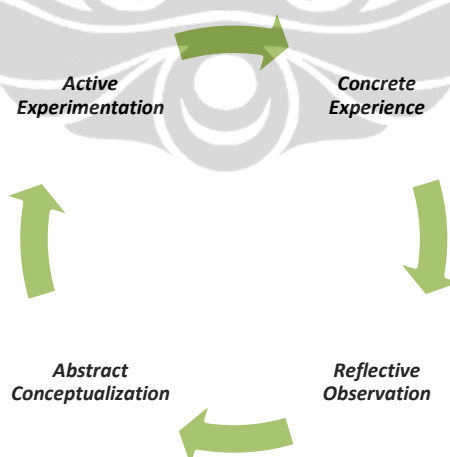 Active
Experimentation
Concrete
Experience
Abstract
Conceptualization
Reflective
Observation